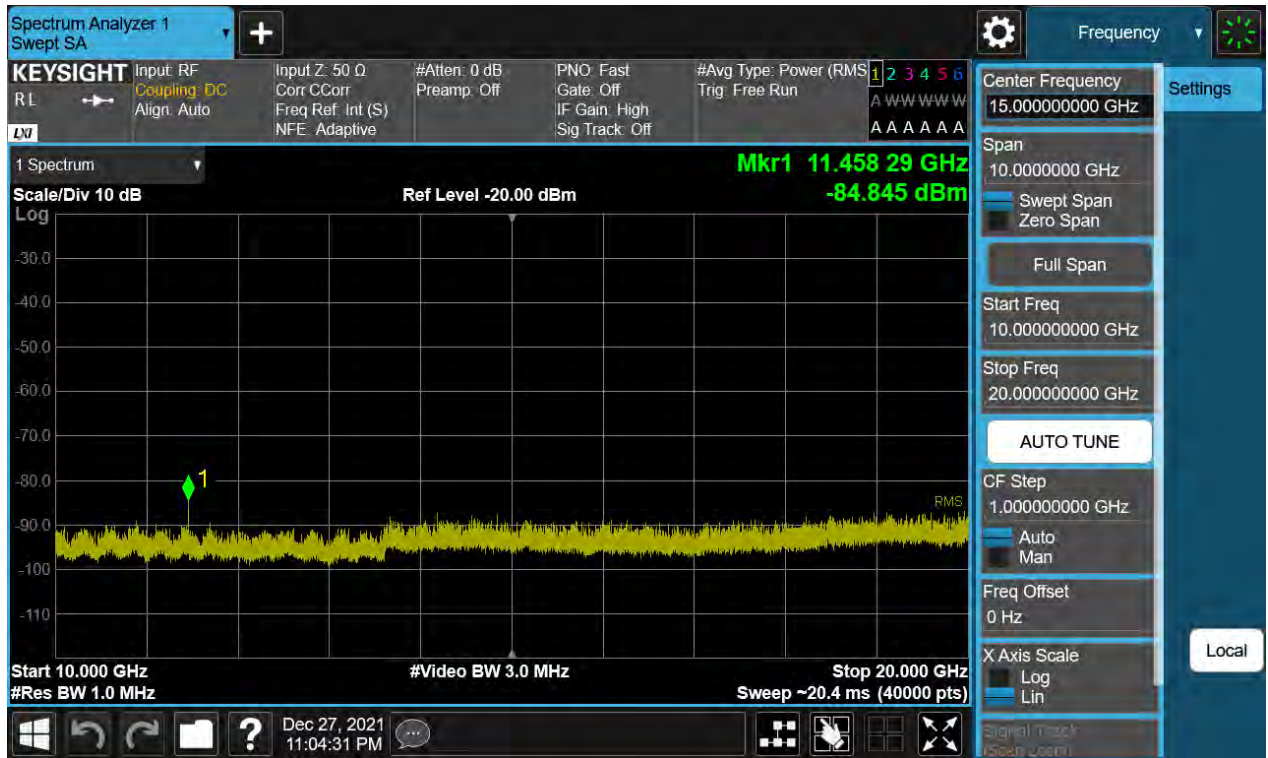 Spectrum Analyzer 1
Swept SA
+
Frequency
KEYSIGHT
RL
LXI
Input: RF
Coupling: DC
Align: Auto
Input Z: 50 Ω
Corr CCorr
Freq Ref: Int (S)
NFE: Adaptive
#Atten: 0 dB
Preamp: Off
PNO: Fast
Gate: Off
IF Gain: High
Sig Track: Off
#Avg Type: Power (RMS
Trig: Free Run
1 2 3 4 5 6
A W W W W W
A A A A A A
1 Spectrum
Scale/Div 10 dB
Ref Level -20.00 dBm
Mkr1 11.458 29 GHz
-84.845 dBm
Log
-30.0
-40.0
-50.0
-60.0
-70.0
-80.0
-90.0
-100
-110
1
RMS
Start 10.000 GHz
#Video BW 3.0 MHz
Stop 20.000 GHz
#Res BW 1.0 MHz
Sweep ~20.4 ms (40000 pts)
?
Dec 27, 2021
11:04:31 PM
Center Frequency
15.000000000 GHz
Settings
Span
10.0000000 GHz
Swept Span
Zero Span
Full Span
Start Freq
10.000000000 GHz
Stop Freq
20.000000000 GHz
AUTO TUNE
CF Step
1.000000000 GHz
Auto
Man
Freq Offset
0 Hz
X Axis Scale
Log
Lin
Local
Signal Track
(Span Zoom)